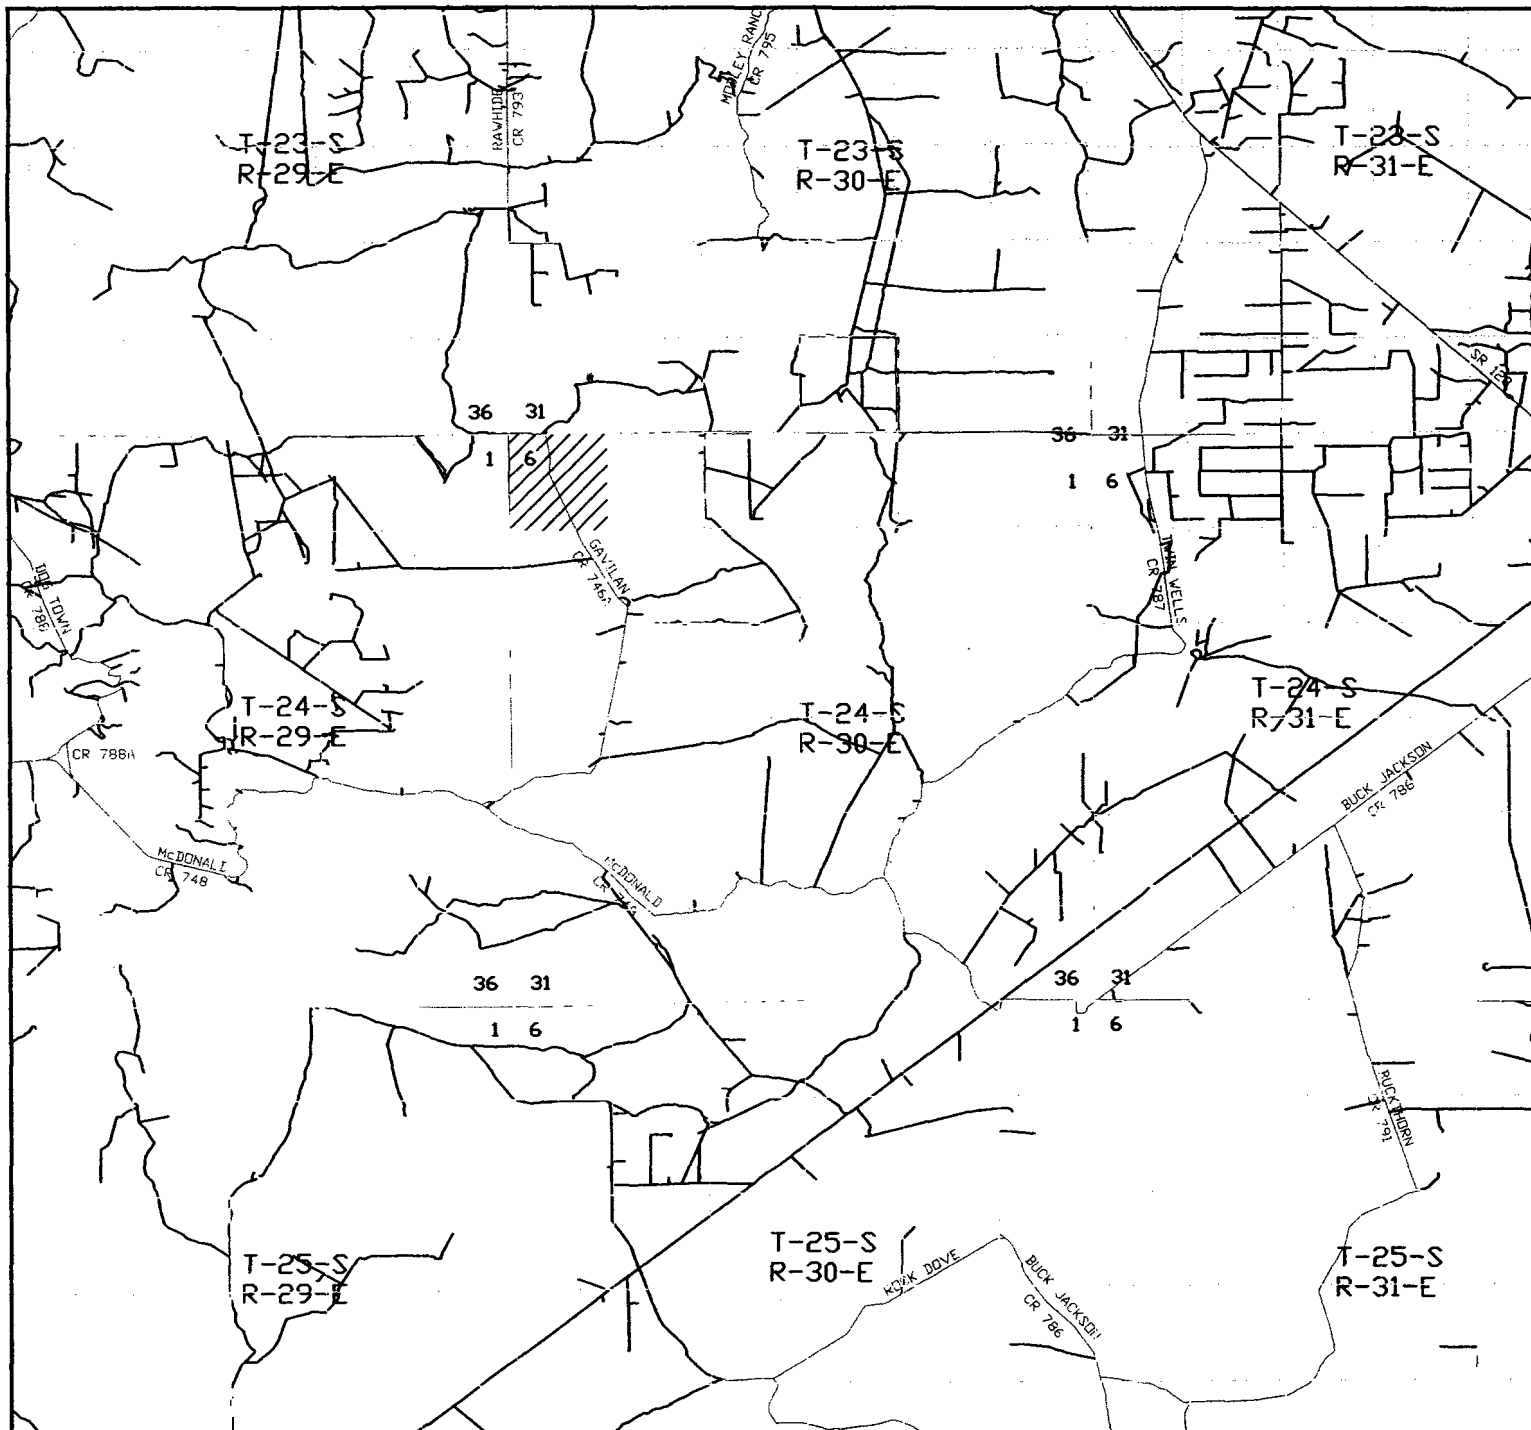 MOBLEY RANCH
CR 795
RAWHIDE
CR 793
T-23-S
R-29-E
T-23-S
R-30-E
T-23-S
R-31-E
SR 128
36 31
1 6
36 31
1 6
GAVILAN
CR 746A
TWIN WELLS
CR 787
DOG TOWN
CR 788
T-24-S
R-29-E
T-24-S
R-30-E
T-24-S
R-31-E
CR 788A
BUCK JACKSON
CR 786
McDONALD
CR 748
McDONALD
36 31
1 6
36 31
1 6
BUCKTHORN
CR 791
T-25-S
R-29-E
T-25-S
R-30-E
T-25-S
R-31-E
ROCK DOVE
BUCK JACKSON
CR 786